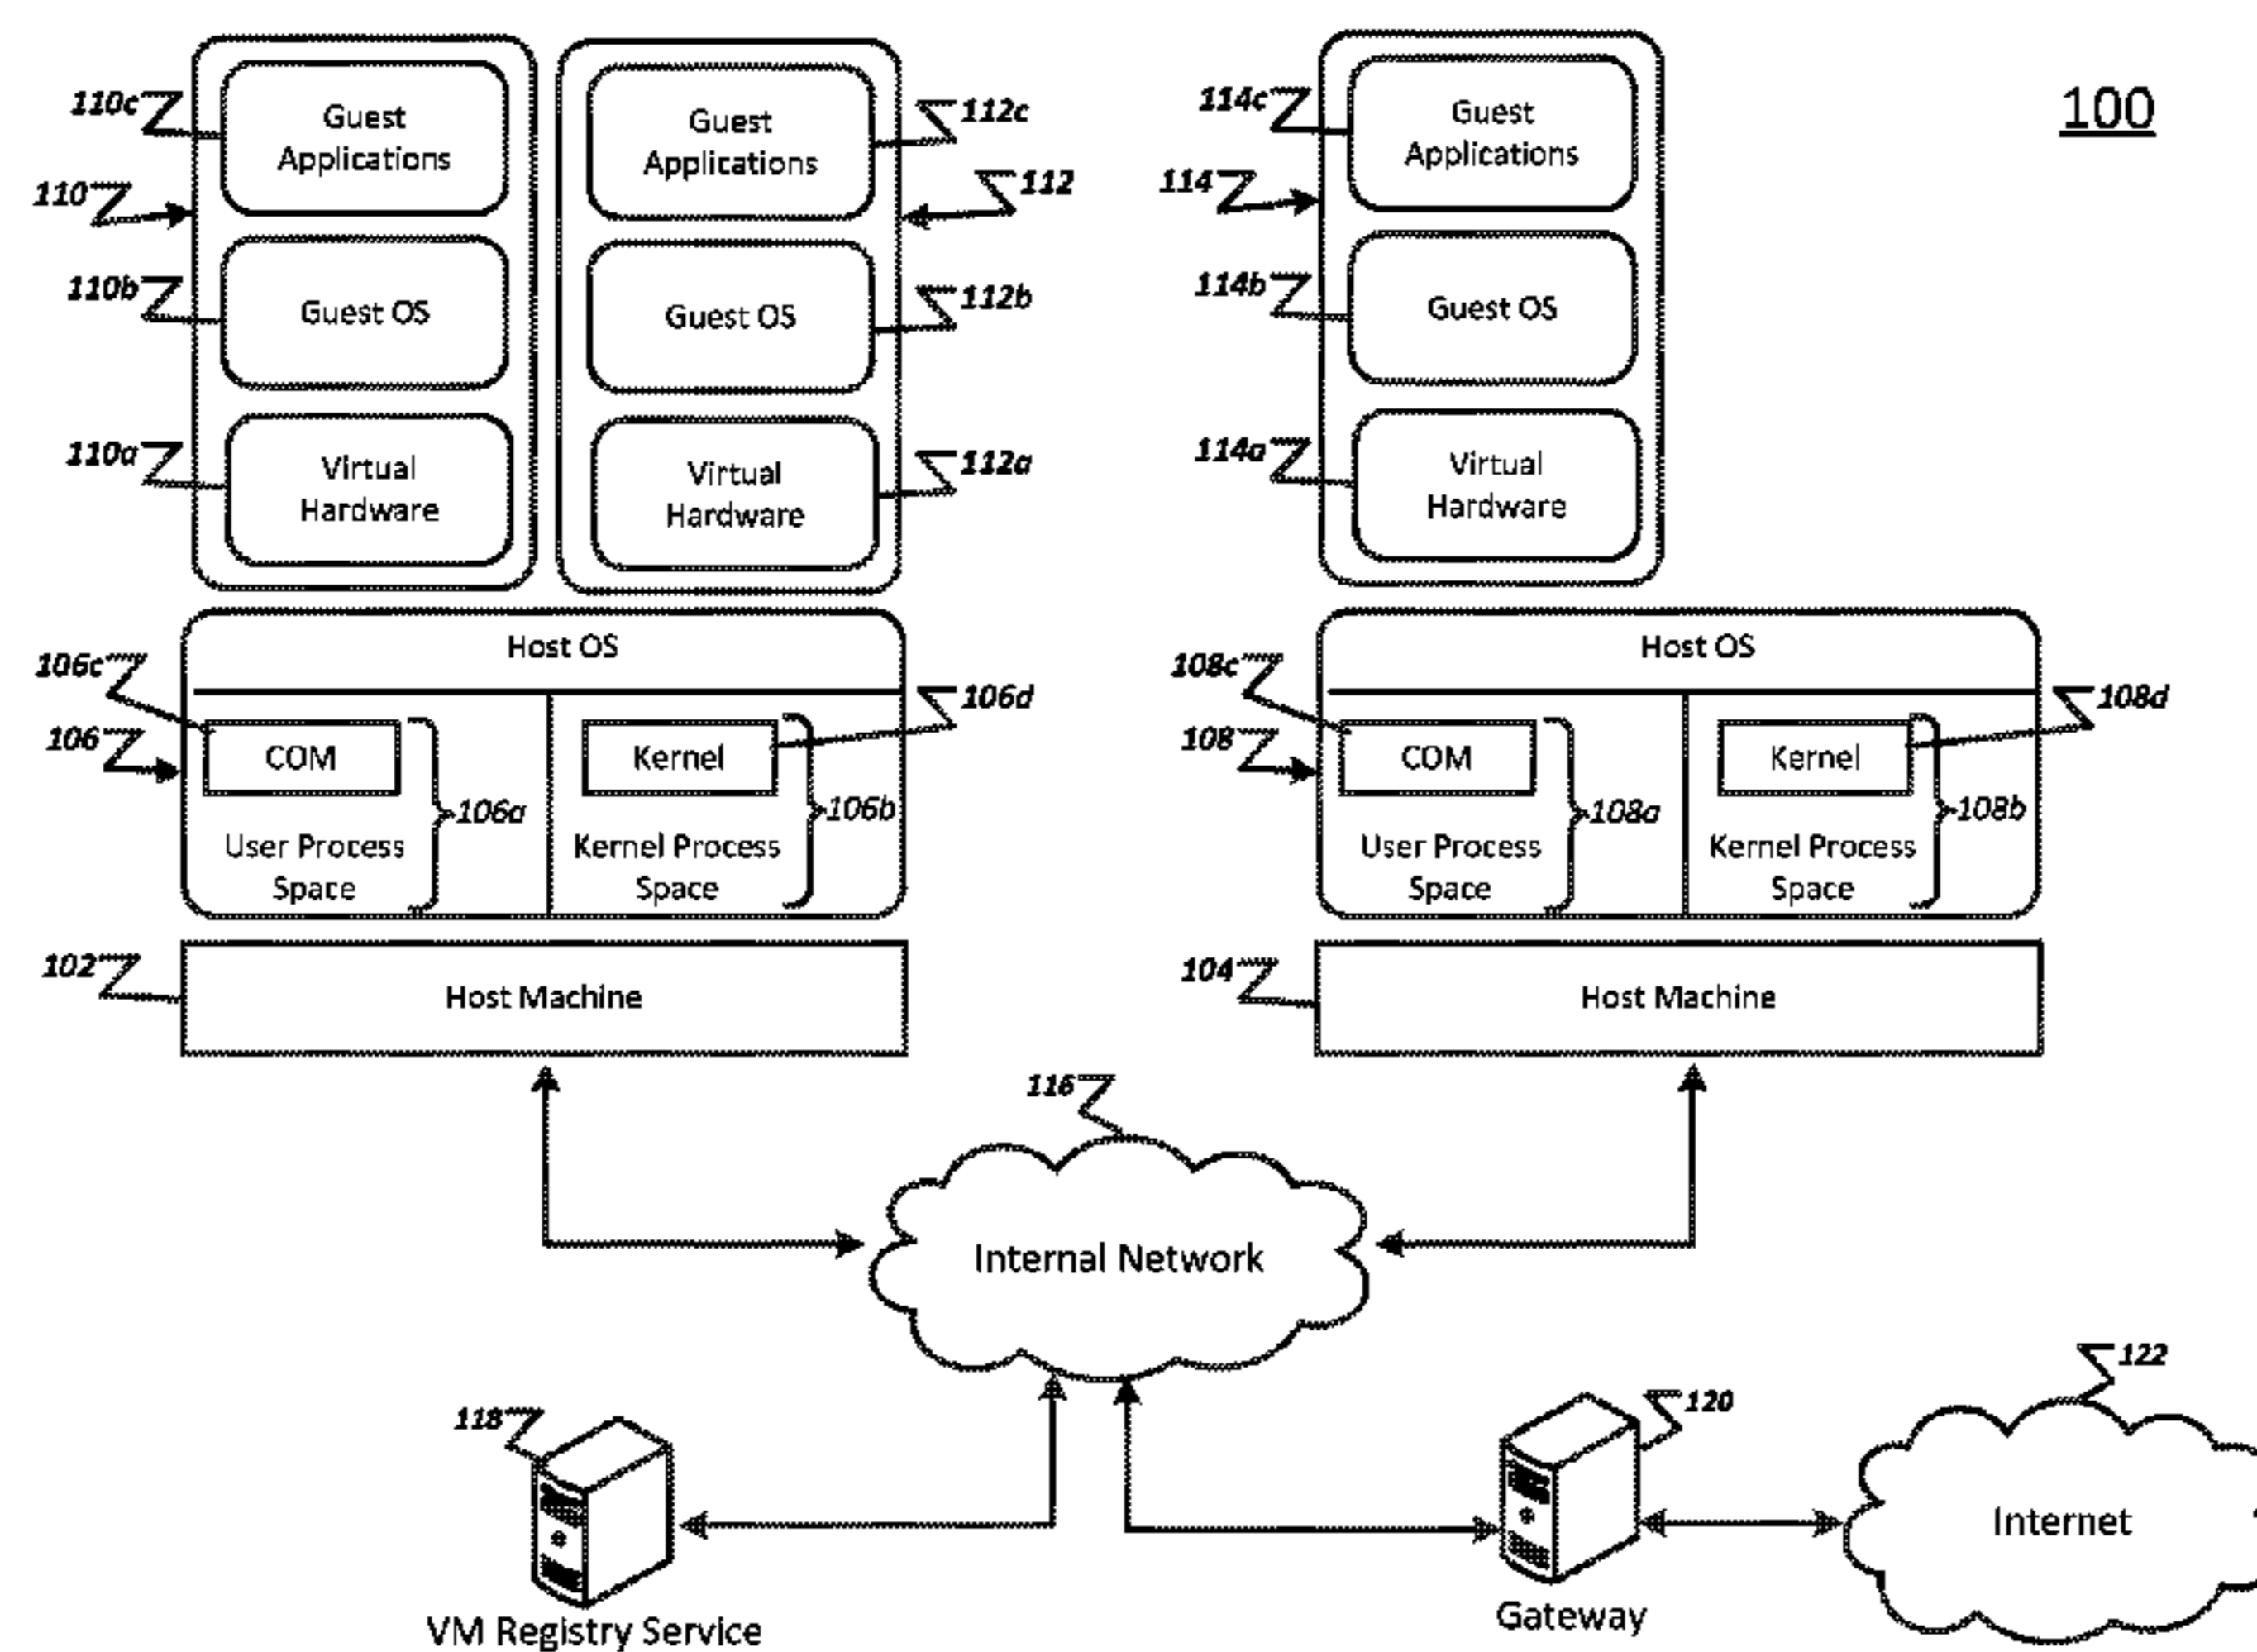 100
110c
Guest
Applications
110
110b
Guest OS
110a
Virtual
Hardware
Guest
Applications
112c
112
Guest OS
112b
Virtual
Hardware
112a
114c
Guest
Applications
114
114b
Guest OS
114a
Virtual
Hardware
Host OS
106c
106
COM
106a
User Process
Space
Kernel
106d
106b
Kernel Process
Space
102
Host Machine
Host OS
108c
108
COM
108a
User Process
Space
Kernel
108d
108b
Kernel Process
Space
104
Host Machine
116
Internal Network
118
VM Registry Service
120
Gateway
122
Internet